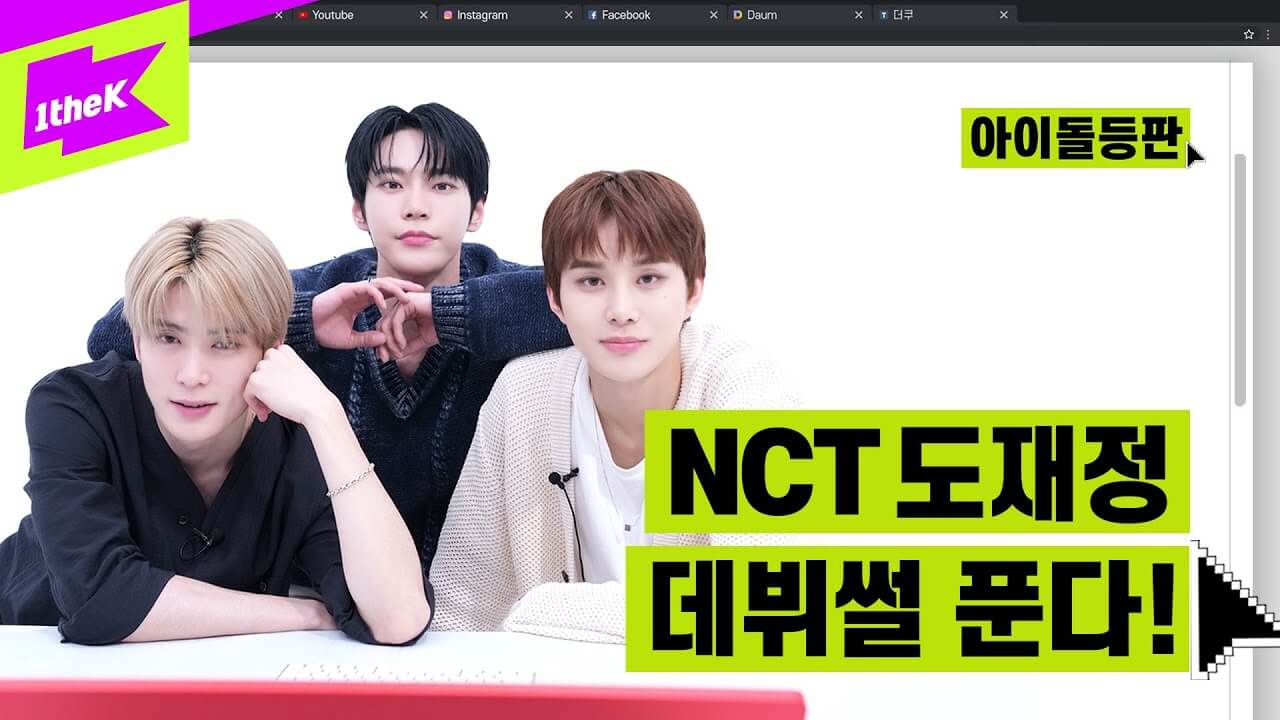 Youtube
Instagram
Facebook
Daum
더쿠
1theK
아이돌등판
NCT 도재정
데뷔썰 푼다!